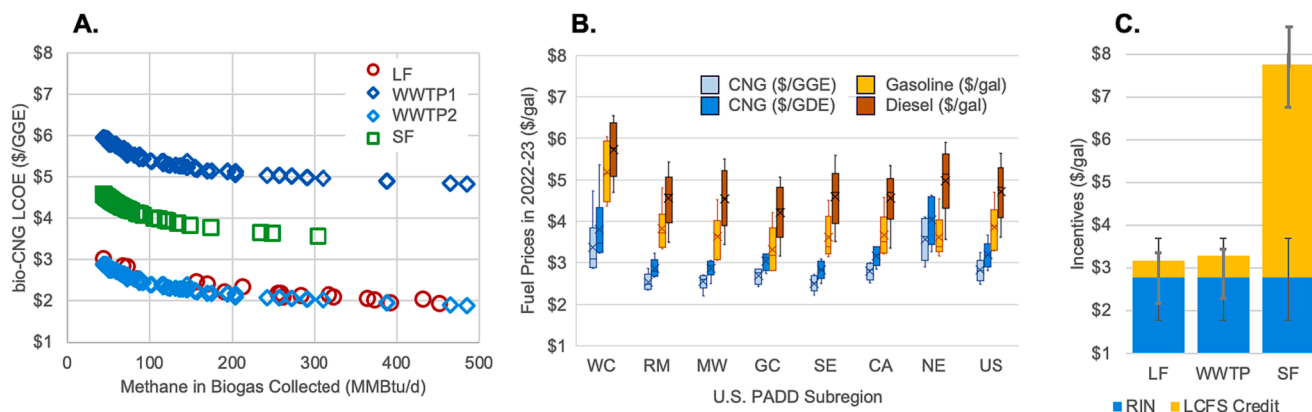 A.
$8
$7
$6
$5
$4
$3
$2
$1
bio-CNG LCOE ($/GGE)
LF
WWTP1
WWTP2
SF
0
100
200
300
400
500
Methane in Biogas Collected (MMBtu/d)
B.
$8
$7
$6
$5
$4
$3
$2
$1
Fuel Prices in 2022-23 ($/gal)
CNG ($/GGE)
Gasoline ($/gal)
CNG ($/GDE)
Diesel ($/gal)
WC
RM
MW
GC
SE
CA
NE
US
U.S. PADD Subregion
C.
$8
$7
$6
$5
$4
$3
$2
$1
Incentives ($/gal)
LF
WWTP
SF
RIN
LCFS Credit